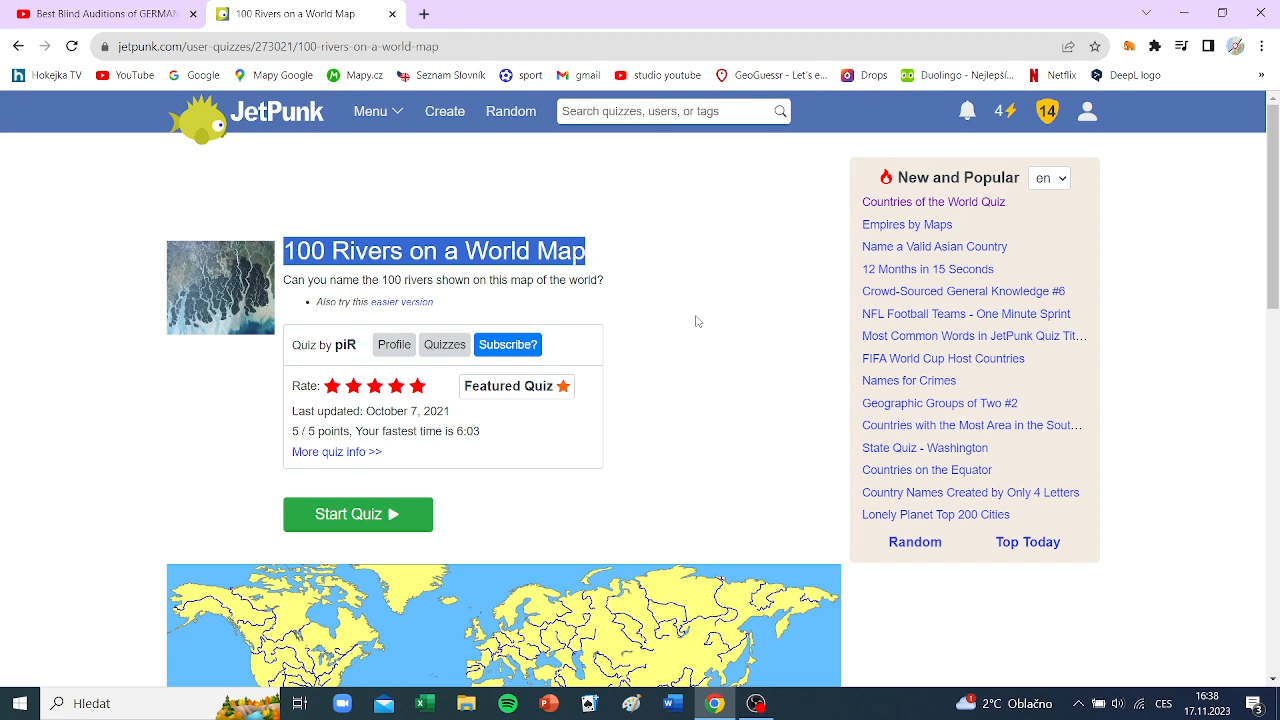 Best Blind Auditions of GERMAN
100 Rivers on a World Map
jetpunk.com/user-quizzes/273021/100-rivers-on-a-world-map
Hokejka TV YouTube Google Mapy Google Mapy.cz Seznam Slovník sport gmail studio youtube GeoGuessr - Let's e... Drops Duolingo - Nejlepší... Netflix DeepL logo »
JetPunk Menu Create Random Search quizzes, users, or tags 4 14
New and Popular en
Countries of the World Quiz
Empires by Maps
Name a Valid Asian Country
12 Months in 15 Seconds
Crowd-Sourced General Knowledge #6
NFL Football Teams - One Minute Sprint
Most Common Words in JetPunk Quiz Tit...
FIFA World Cup Host Countries
Names for Crimes
Geographic Groups of Two #2
Countries with the Most Area in the Sout...
State Quiz - Washington
Countries on the Equator
Country Names Created by Only 4 Letters
Lonely Planet Top 200 Cities
Random Top Today
100 Rivers on a World Map
Can you name the 100 rivers shown on this map of the world?
• Also try this easier version
Quiz by piR Profile Quizzes Subscribe?
Rate: Featured Quiz
Last updated: October 7, 2021
5 / 5 points, Your fastest time is 6:03
More quiz info >>
Start Quiz
Hledat
1
2°C Oblačno
CES
16:38
17.11.2023
3